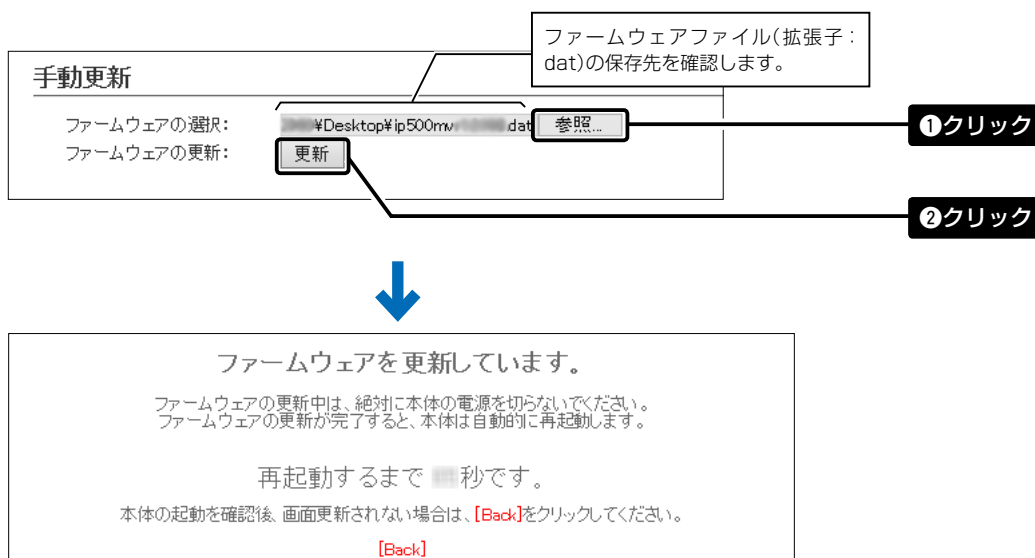 ファームウェアファイル(拡張子：
dat)の保存先を確認します。
手動更新
ファームウェアの選択： ¥Desktop¥ip500mv .dat 参照...
❶クリック
ファームウェアの更新： 更新
❷クリック
ファームウェアを更新しています。
ファームウェアの更新中は、絶対に本体の電源を切らないでください。
ファームウェアの更新が完了すると、本体は自動的に再起動します。
再起動するまで 秒です。
本体の起動を確認後、画面更新されない場合は、[Back]をクリックしてください。
[Back]